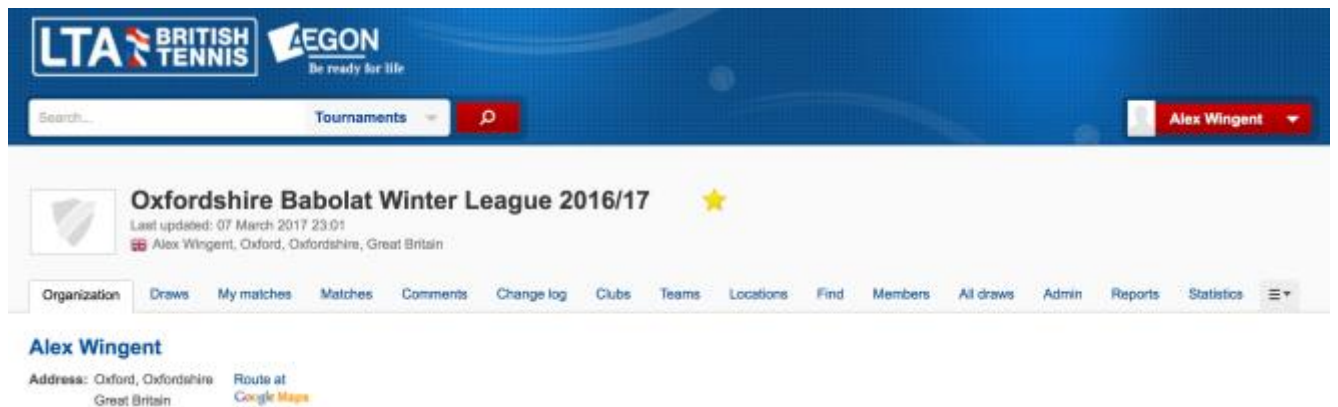 LTA BRITISH TENNIS AEGON
Be ready for life
Search... Tournaments Alex Wingent
Oxfordshire Babolat Winter League 2016/17
Last updated: 07 March 2017 23:01
Alex Wingent, Oxford, Oxfordshire, Great Britain
Organization Draws My matches Matches Comments Change log Clubs Teams Locations Find Members All draws Admin Reports Statistics
Alex Wingent
Address: Oxford, Oxfordshire Route at
Great Britain Google Maps